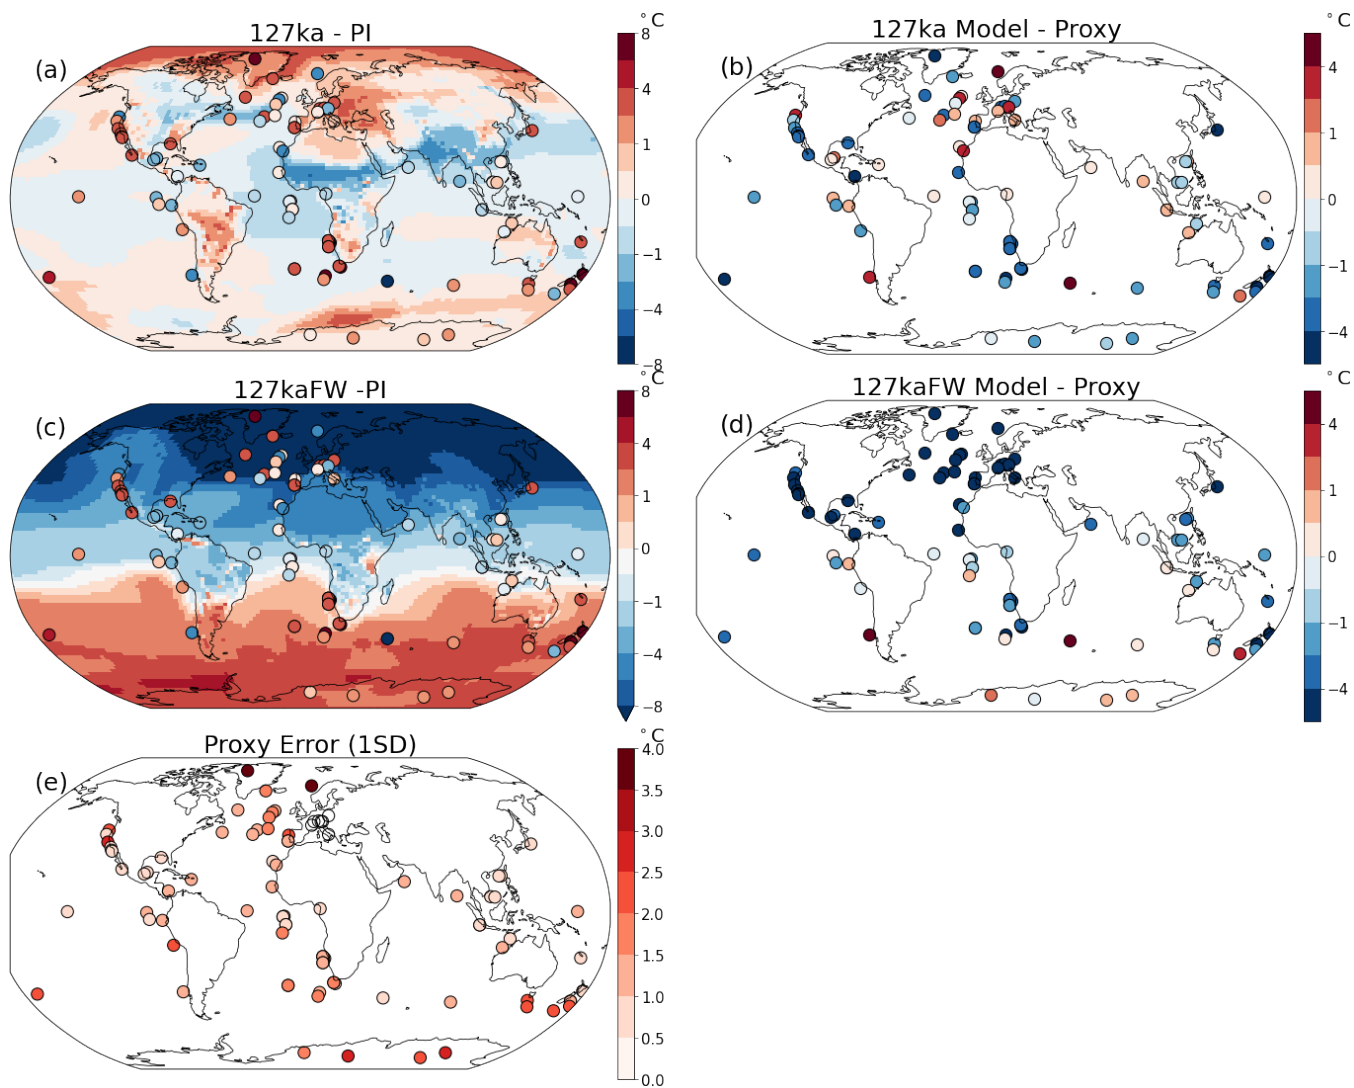 127ka - PI
°C
(a)
8
4
1
0
−1
−4
−8
127ka Model - Proxy
°C
(b)
4
1
0
−1
−4
127kaFW -PI
°C
(c)
8
4
1
0
−1
−4
−8
127kaFW Model - Proxy
°C
(d)
4
1
0
−1
−4
Proxy Error (1SD)
°C
(e)
4.0
3.5
3.0
2.5
2.0
1.5
1.0
0.5
0.0